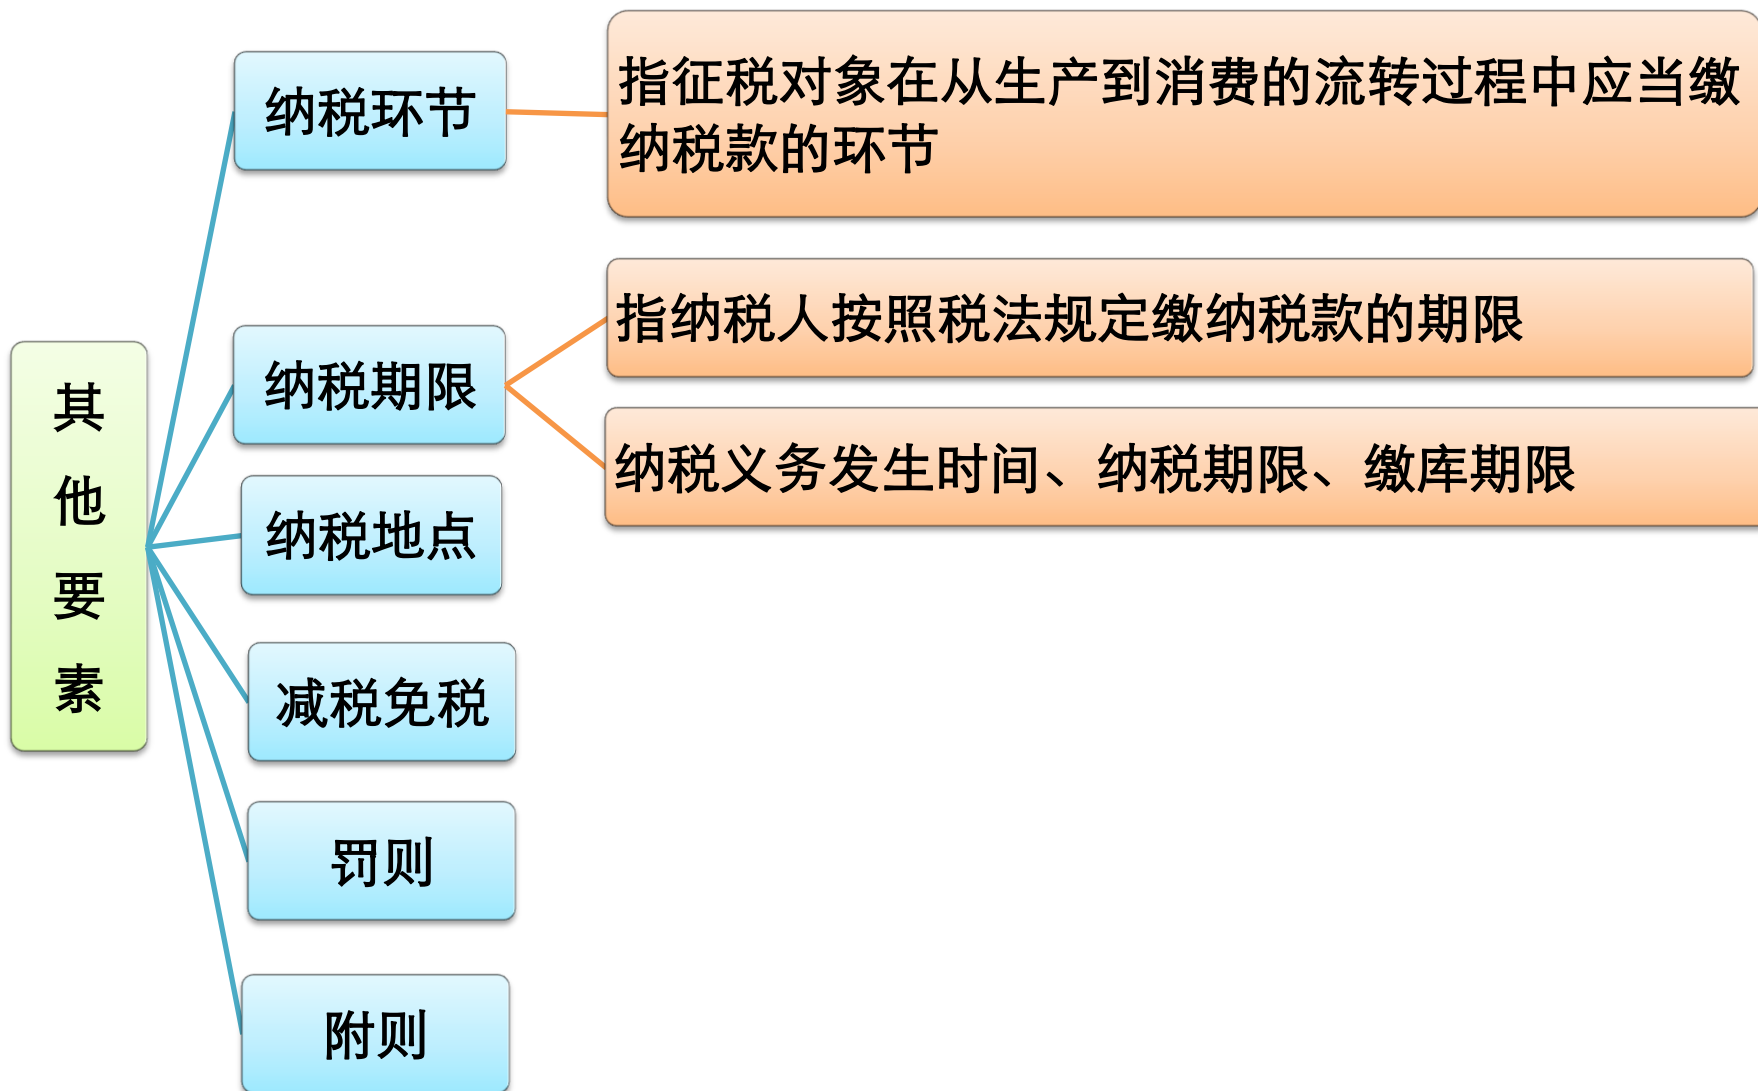 其
他
要
素
纳税环节
指征税对象在从生产到消费的流转过程中应当缴
纳税款的环节
纳税期限
指纳税人按照税法规定缴纳税款的期限
纳税义务发生时间、纳税期限、缴库期限
纳税地点
减税免税
罚则
附则